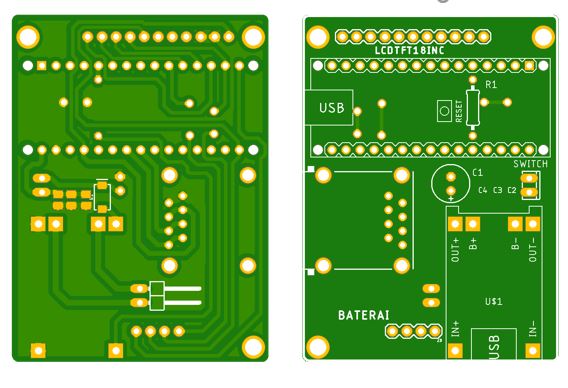 LCDTFT18INC
R1
USB
RESET
SWITCH
C1
C4 C3 C2
+
OUT+
B+
B-
OUT-
U$1
BATERAI
IN+
USB
IN-